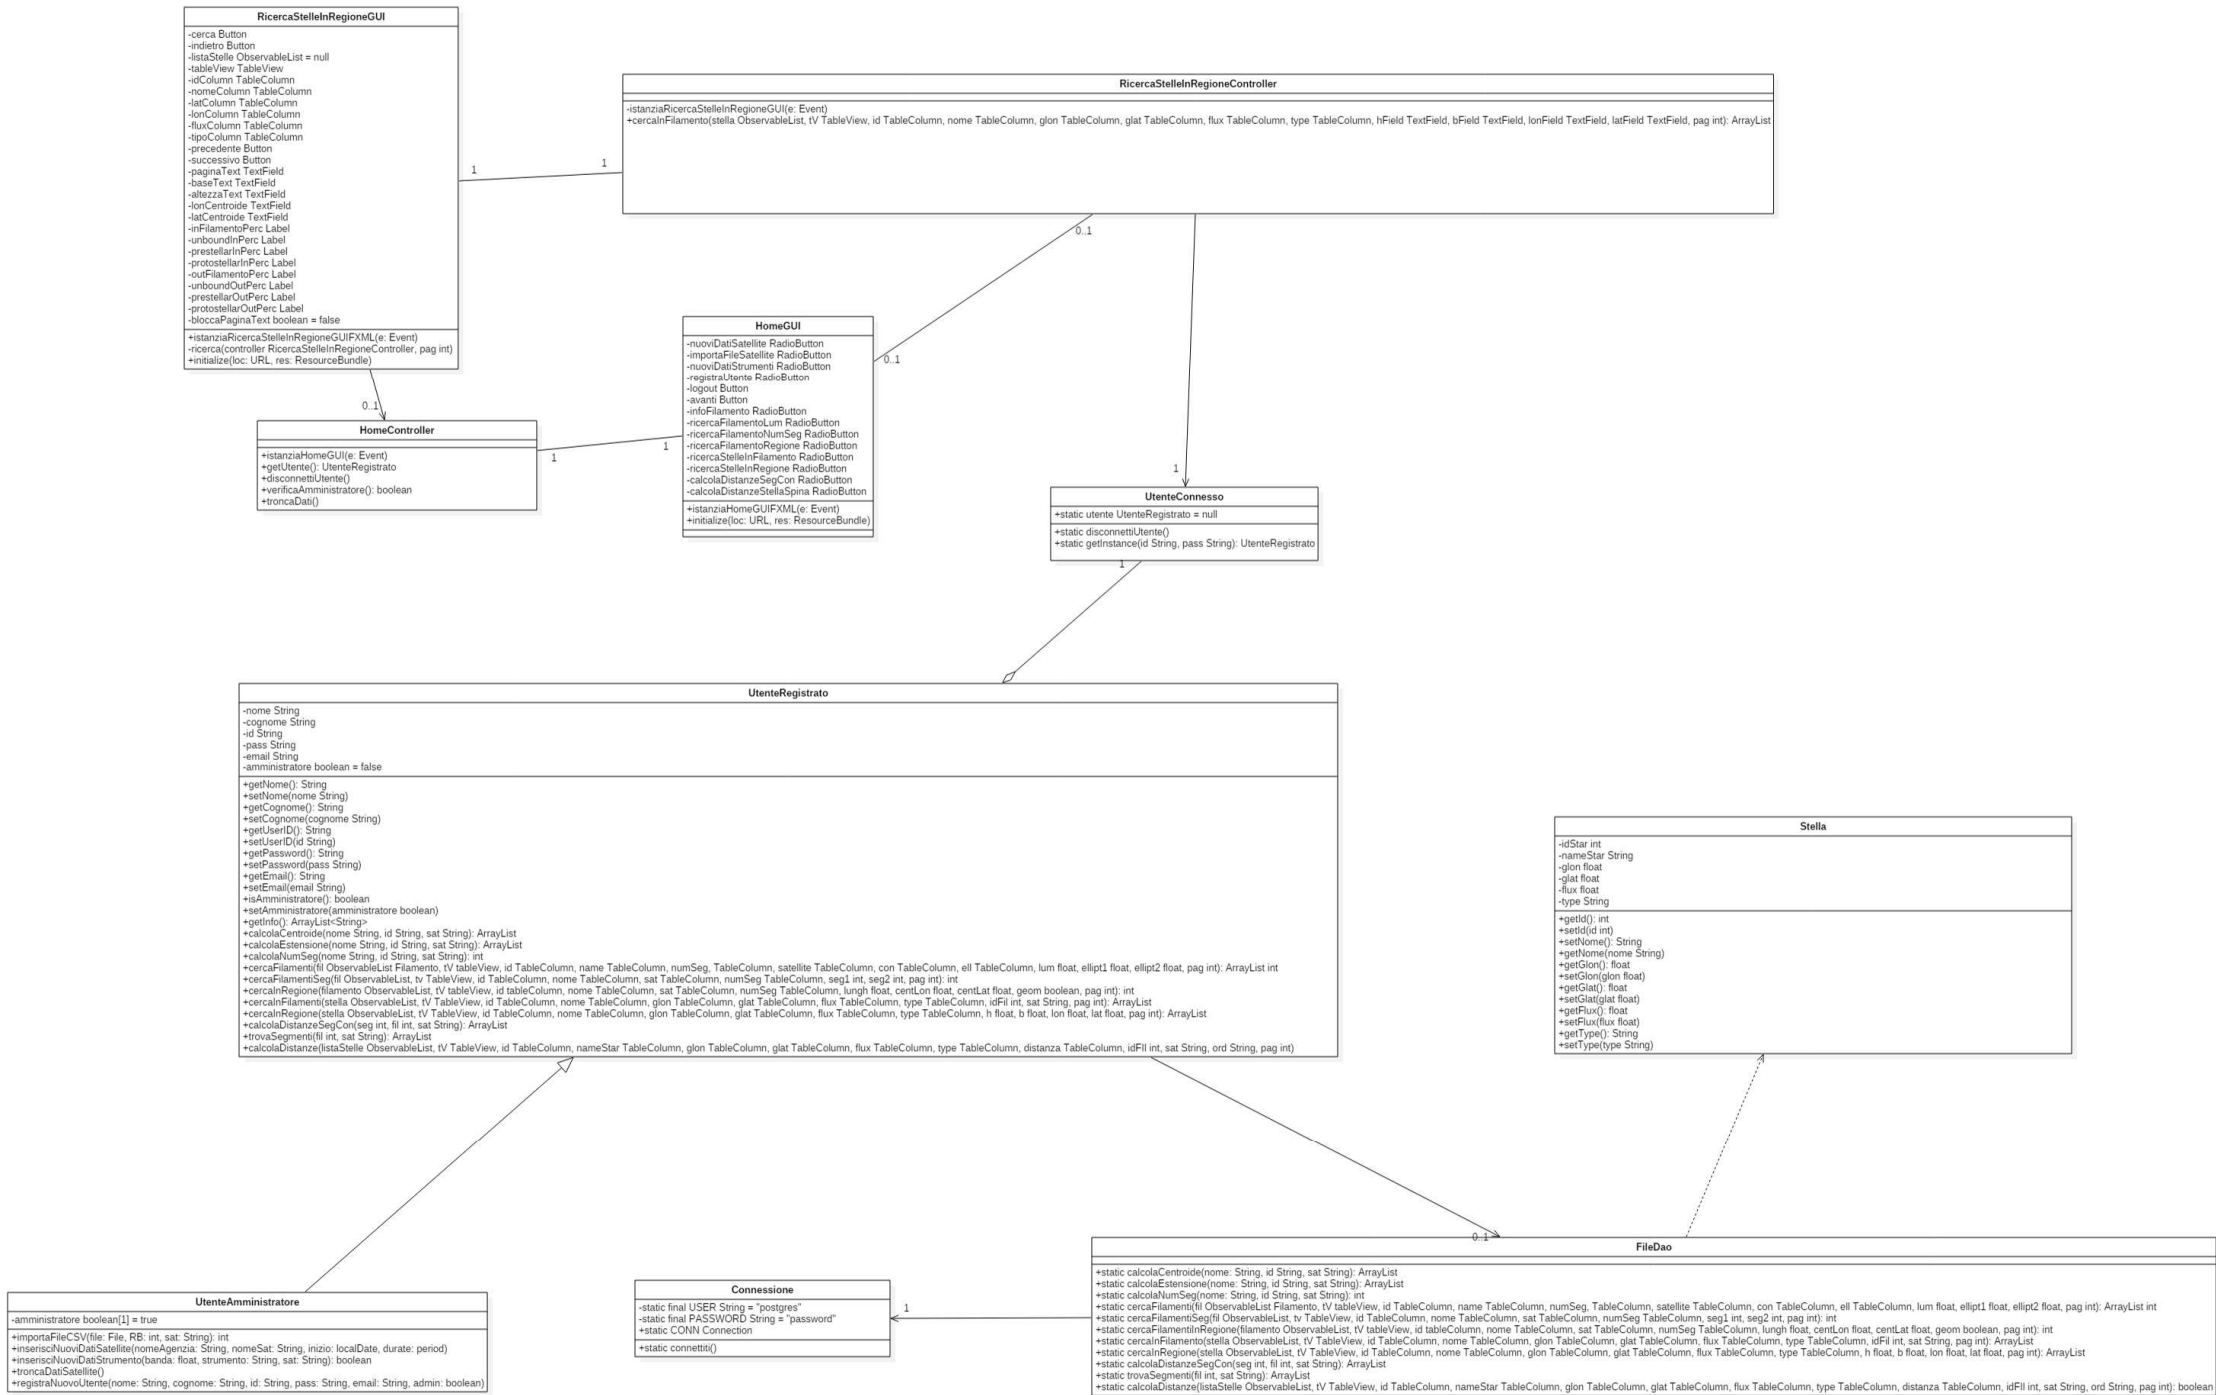 RicercaStelleInRegioneGUI
-cerca Button
-indietro Button
-listaStelle ObservableList = null
-tableView TableView
-idColumn TableColumn
-nomeColumn TableColumn
-latColumn TableColumn
-lonColumn TableColumn
-fluxColumn TableColumn
-tipoColumn TableColumn
-precedente Button
-successivo Button
-paginaText TextField
-baseText TextField
-altezzaText TextField
-lonCentroide TextField
-latCentroide TextField
-inFilamentoPerc Label
-unboundInPerc Label
-prestellarInPerc Label
-protostellarInPerc Label
-outFilamentoPerc Label
-unboundOutPerc Label
-prestellarOutPerc Label
-protostellarOutPerc Label
-bloccaPaginaText boolean = false
+istanziaRicercaStelleInRegioneGUIFXML(e: Event)
-ricerca(controller RicercaStelleInRegioneController, pag int)
+initialize(loc: URL, res: ResourceBundle)
RicercaStelleInRegioneController
-istanziaRicercaStelleInRegioneGUI(e: Event)
+cercaInFilamento(stella ObservableList, tV TableView, id TableColumn, nome TableColumn, glon TableColumn, glat TableColumn, flux TableColumn, type TableColumn, hField TextField, bField TextField, lonField TextField, latField TextField, pag int): ArrayList
1
1
0..1
0..1
0..1
1
1
1
HomeGUI
-nuoviDatiSatellite RadioButton
-importaFileSatellite RadioButton
-nuoviDatiStrumenti RadioButton
-registraUtente RadioButton
-logout Button
-avanti Button
-infoFilamento RadioButton
-ricercaFilamentoLum RadioButton
-ricercaFilamentoNumSeg RadioButton
-ricercaFilamentoRegione RadioButton
-ricercaStelleInFilamento RadioButton
-ricercaStelleInRegione RadioButton
-calcolaDistanzeSegCon RadioButton
-calcolaDistanzeStellaSpina RadioButton
+istanziaHomeGUIFXML(e: Event)
+initialize(loc: URL, res: ResourceBundle)
HomeController
+istanziaHomeGUI(e: Event)
+getUtente(): UtenteRegistrato
+disconnettiUtente()
+verificaAmministratore(): boolean
+troncaDati()
UtenteConnesso
+static utente UtenteRegistrato = null
+static disconnettiUtente()
+static getInstance(id String, pass String): UtenteRegistrato
1
UtenteRegistrato
-nome String
-cognome String
-id String
-pass String
-email String
-amministratore boolean = false
+getNome(): String
+setNome(nome String)
+getCognome(): String
+setCognome(cognome String)
+getUserID(): String
+setUserID(id String)
+getPassword(): String
+setPassword(pass String)
+getEmail(): String
+setEmail(email String)
+isAmministratore(): boolean
+setAmministratore(amministratore boolean)
+getInfo(): ArrayList<String>
+calcolaCentroide(nome String, id String, sat String): ArrayList
+calcolaEstensione(nome String, id String, sat String): ArrayList
+calcolaNumSeg(nome String, id String, sat String): int
+cercaFilamenti(fil ObservableList Filamento, tV tableView, id TableColumn, name TableColumn, numSeg, TableColumn, satellite TableColumn, con TableColumn, ell TableColumn, lum float, ellipt1 float, ellipt2 float, pag int): ArrayList int
+cercaFilamentiSeg(fil ObservableList, tv TableView, id TableColumn, nome TableColumn, sat TableColumn, numSeg TableColumn, seg1 int, seg2 int, pag int): int
+cercaInRegione(filamento ObservableList, tV tableView, id tableColumn, nome TableColumn, sat TableColumn, numSeg TableColumn, lungh float, centLon float, centLat float, geom boolean, pag int): int
+cercaInFilamenti(stella ObservableList, tV TableView, id TableColumn, nome TableColumn, glon TableColumn, glat TableColumn, flux TableColumn, type TableColumn, idFil int, sat String, pag int): ArrayList
+cercaInRegione(stella ObservableList, tV TableView, id TableColumn, nome TableColumn, glon TableColumn, glat TableColumn, flux TableColumn, type TableColumn, h float, b float, lon float, lat float, pag int): ArrayList
+calcolaDistanzeSegCon(seg int, fil int, sat String): ArrayList
+trovaSegmenti(fil int, sat String): ArrayList
+calcolaDistanze(listaStelle ObservableList, tV TableView, id TableColumn, nameStar TableColumn, glon TableColumn, glat TableColumn, flux TableColumn, type TableColumn, distanza TableColumn, idFIl int, sat String, ord String, pag int)
Stella
-idStar int
-nameStar String
-glon float
-glat float
-flux float
-type String
+getId(): int
+setId(id int)
+setNome(): String
+getNome(nome String)
+getGlon(): float
+setGlon(glon float)
+getGlat(): float
+setGlat(glat float)
+getFlux(): float
+setFlux(flux float)
+getType(): String
+setType(type String)
UtenteAmministratore
-amministratore boolean[1] = true
+importaFileCSV(file: File, RB: int, sat: String): int
+inserisciNuoviDatiSatellite(nomeAgenzia: String, nomeSat: String, inizio: localDate, durate: period)
+inserisciNuoviDatiStrumento(banda: float, strumento: String, sat: String): boolean
+troncaDatiSatellite()
+registraNuovoUtente(nome: String, cognome: String, id: String, pass: String, email: String, admin: boolean)
Connessione
-static final USER String = "postgres"
-static final PASSWORD String = "password"
+static CONN Connection
+static connettiti()
1
0..1
FileDao
+static calcolaCentroide(nome: String, id String, sat String): ArrayList
+static calcolaEstensione(nome: String, id String, sat String): ArrayList
+static calcolaNumSeg(nome: String, id String, sat String): int
+static cercaFilamenti(fil ObservableList Filamento, tV tableView, id TableColumn, name TableColumn, numSeg, TableColumn, satellite TableColumn, con TableColumn, ell TableColumn, lum float, ellipt1 float, ellipt2 float, pag int): ArrayList int
+static cercaFilamentiSeg(fil ObservableList, tv TableView, id TableColumn, nome TableColumn, sat TableColumn, numSeg TableColumn, seg1 int, seg2 int, pag int): int
+static cercaFilamentiInRegione(filamento ObservableList, tV tableView, id tableColumn, nome TableColumn, sat TableColumn, numSeg TableColumn, lungh float, centLon float, centLat float, geom boolean, pag int): int
+static cercaInFilamento(stella ObservableList, tV TableView, id TableColumn, nome TableColumn, glon TableColumn, glat TableColumn, flux TableColumn, type TableColumn, idFil int, sat String, pag int): ArrayList
+static cercaInRegione(stella ObservableList, tV TableView, id TableColumn, nome TableColumn, glon TableColumn, glat TableColumn, flux TableColumn, type TableColumn, h float, b float, lon float, lat float, pag int): ArrayList
+static calcolaDistanzeSegCon(seg int, fil int, sat String): ArrayList
+static trovaSegmenti(fil int, sat String): ArrayList
+static calcolaDistanze(listaStelle ObservableList, tV TableView, id TableColumn, nameStar TableColumn, glon TableColumn, glat TableColumn, flux TableColumn, type TableColumn, distanza TableColumn, idFIl int, sat String, ord String, pag int): boolean